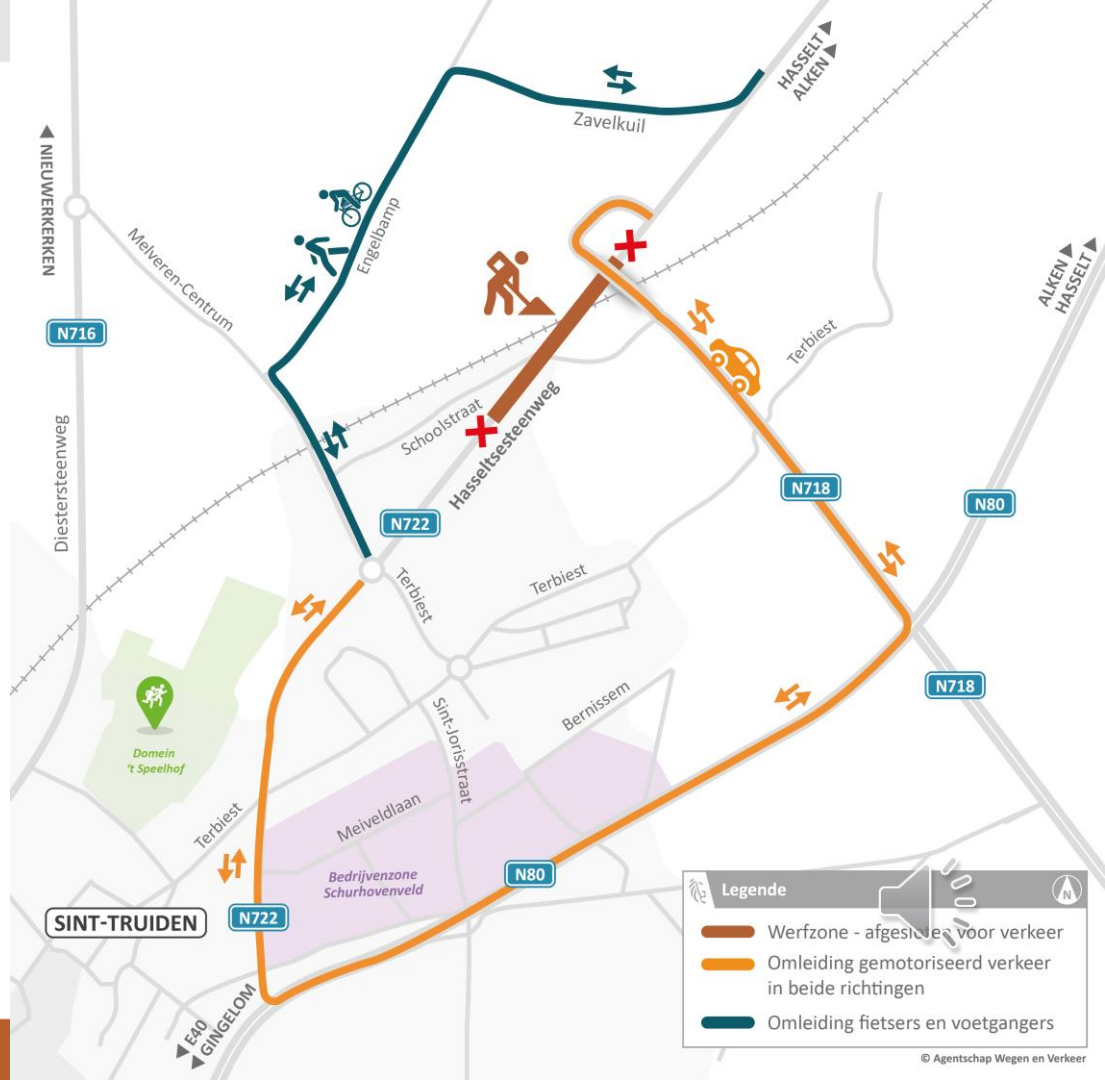 HASSELT
ALKEN
Zavelkuil
NIEUWERKERKEN
Engelbamp
Melveren-Centrum
ALKEN
HASSELT
N716
Terbiest
Schoolstraat
Hasseltsesteenweg
Diestersteenweg
N718
N80
N722
Terbiest
Terbiest
N718
Bernissem
Sint-Jorisstraat
Domein
't Speelhof
Terbiest
Meiveldlaan
Bedrijvenzone
Schurhovenveld
N80
SINT-TRUIDEN
N722
E40
GINGELOM
Legende
N
Werfzone - afgesloten voor verkeer
Omleiding gemotoriseerd verkeer
in beide richtingen
Omleiding fietsers en voetgangers
© Agentschap Wegen en Verkeer